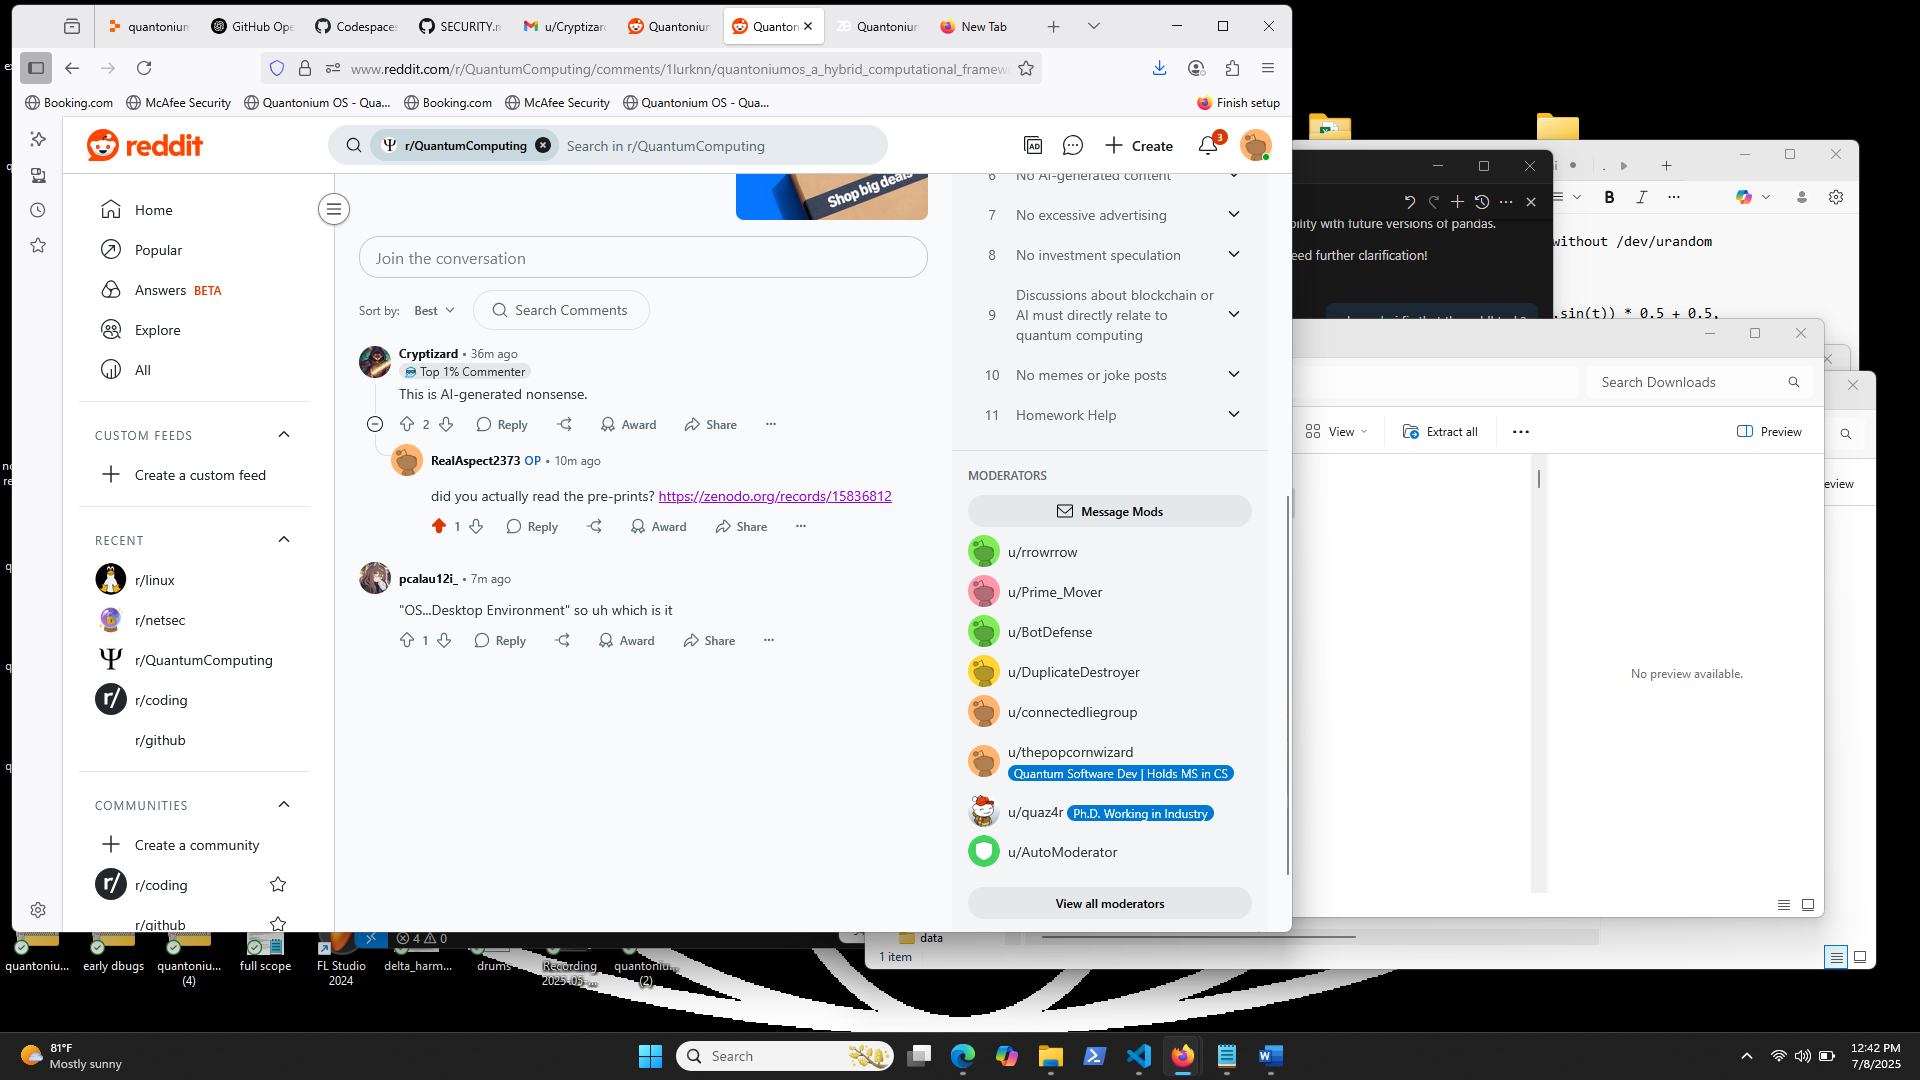 quantonium
GitHub Ope
Codespaces
SECURITY.m
u/Cryptizard
Quantonium
Quanton
Quantonium
New Tab
www.reddit.com/r/QuantumComputing/comments/1lurknn/quantoniumos_a_hybrid_computational_framew
Booking.com
McAfee Security
Quantonium OS - Qua...
Booking.com
McAfee Security
Quantonium OS - Qua...
Finish setup
reddit
r/QuantumComputing
Search in r/QuantumComputing
Create
3
Home
Popular
Answers BETA
Explore
All
CUSTOM FEEDS
Create a custom feed
RECENT
r/linux
r/netsec
r/QuantumComputing
r/coding
r/github
COMMUNITIES
Create a community
r/coding
r/github
Shop big deals
Join the conversation
Sort by:
Best
Search Comments
Cryptizard • 36m ago
Top 1% Commenter
This is AI-generated nonsense.
2
Reply
Award
Share
RealAspect2373 OP • 10m ago
did you actually read the pre-prints? https://zenodo.org/records/15836812
1
Reply
Award
Share
pcalau12i_ • 7m ago
"OS...Desktop Environment" so uh which is it
1
Reply
Award
Share
6 No AI-generated content
7 No excessive advertising
8 No investment speculation
9 Discussions about blockchain or
AI must directly relate to
quantum computing
10 No memes or joke posts
11 Homework Help
MODERATORS
Message Mods
u/rrowrrow
u/Prime_Mover
u/BotDefense
u/DuplicateDestroyer
u/connectedliegroup
u/thepopcornwizard
Quantum Software Dev | Holds MS in CS
u/quaz4r Ph.D. Working in Industry
u/AutoModerator
View all moderators
bility with future versions of pandas.
eed further clarification!
B
I
without /dev/urandom
.sin(t)) * 0.5 + 0.5,
Search Downloads
View
Extract all
Preview
eview
No preview available.
data
1 item
4
0
quantoniu...
early dbugs
quantoniu...
(4)
full scope
FL Studio
2024
delta_harm...
drums
Recording
2025-05-...
quantoniu...
(2)
81°F
Mostly sunny
Search
12:42 PM
7/8/2025